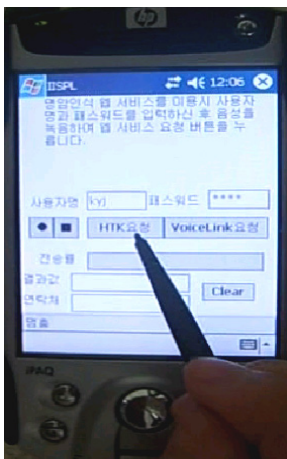 hp
IISPL 12:06
명함인식 웹 서비스를 이용시 사용자
명과 패스워드를 입력하신 후 음성을
녹음하여 웹 서비스 요청 버튼을 누
릅니다.
사용자명 kyj 패스워드 ****
HTK요청 VoiceLink요청
전송률
결과값
연락처 Clear
멈춤
iPAQ